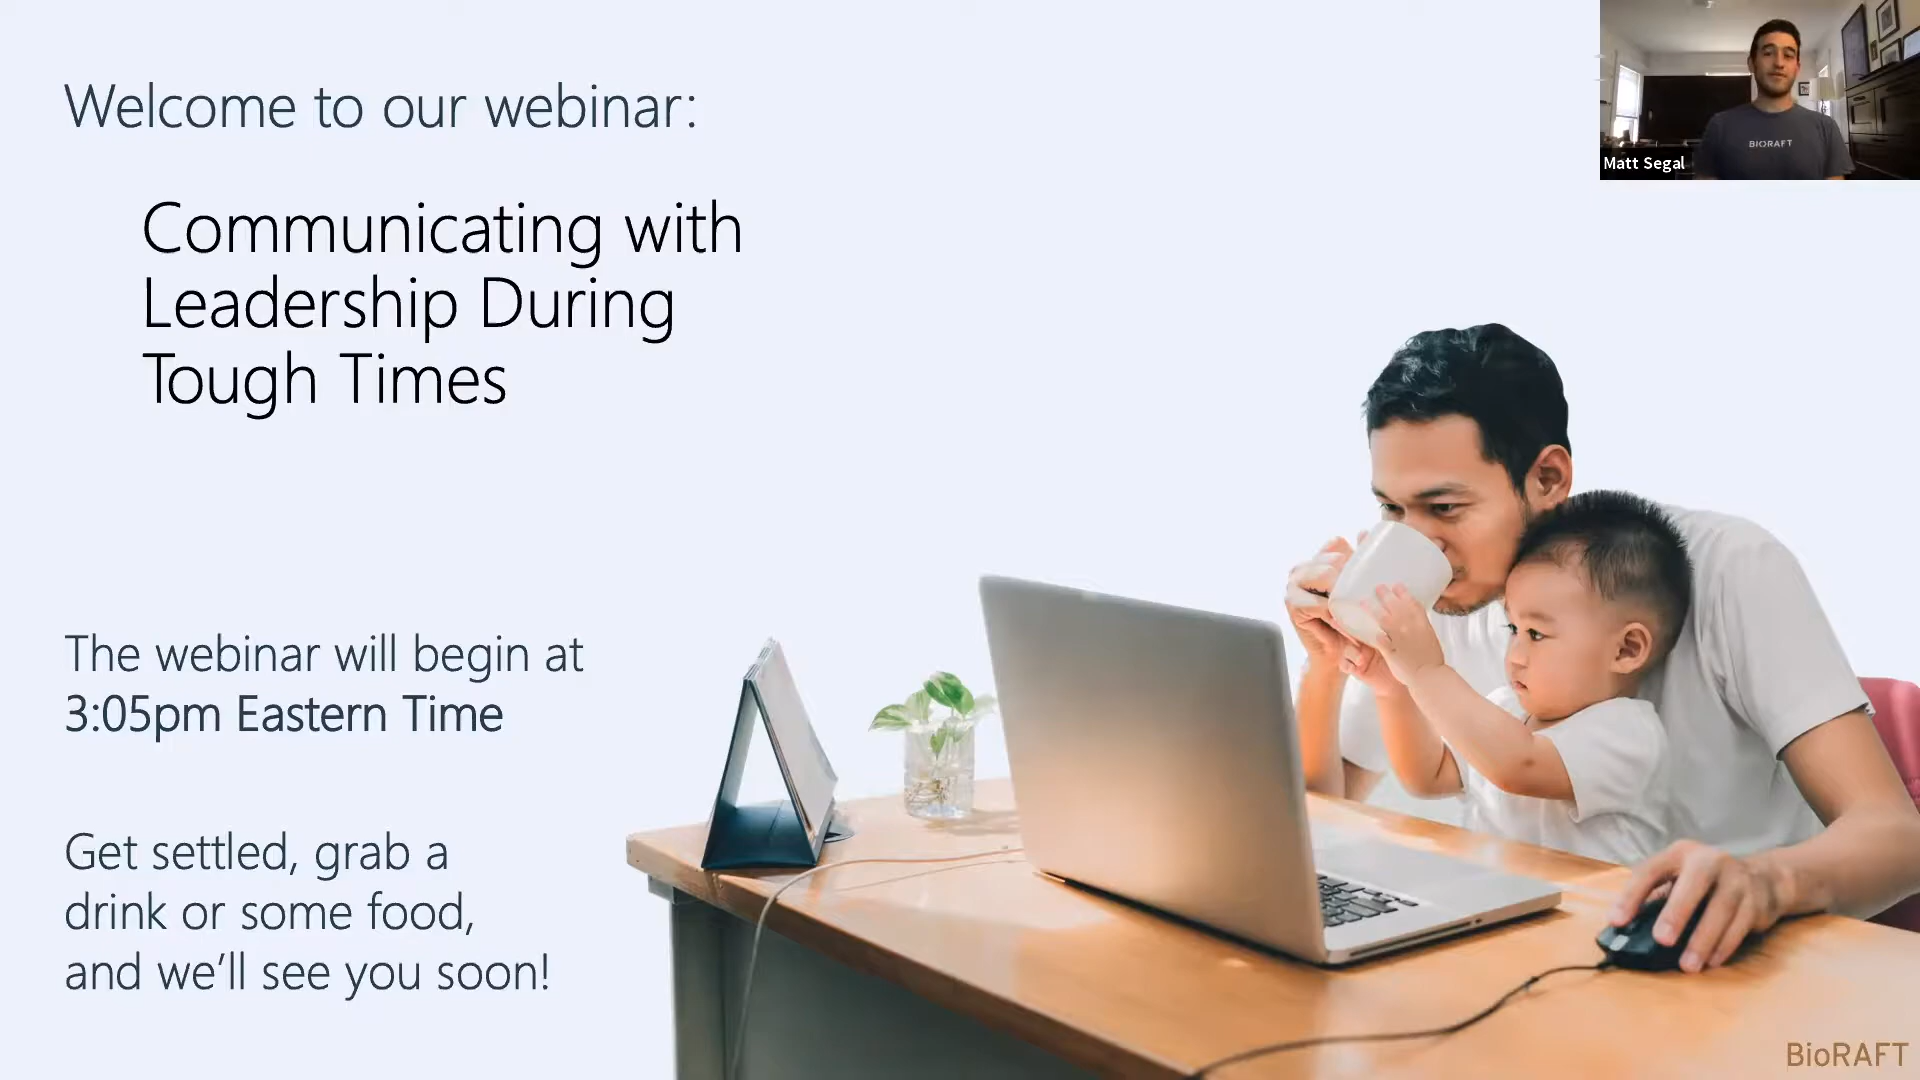 Welcome to our webinar:
Communicating with
Leadership During
Tough Times
The webinar will begin at
3:05pm Eastern Time
Get settled, grab a
drink or some food,
and we’ll see you soon!
BIORAFT
Matt Segal
BioRAFT